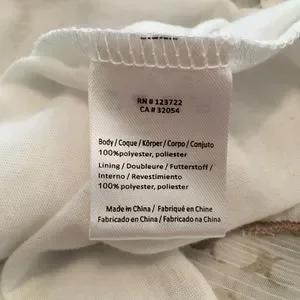 RN # 123722
CA # 32054
Body / Coque / Körper / Corpo / Conjuto
100%polyester, poliester
Lining / Doubleure / Futterstoff /
Interno / Revestimiento
100% polyester, poliester
Made in China / Fabriqué en Chine
Fabricado en China / Fabricado na China